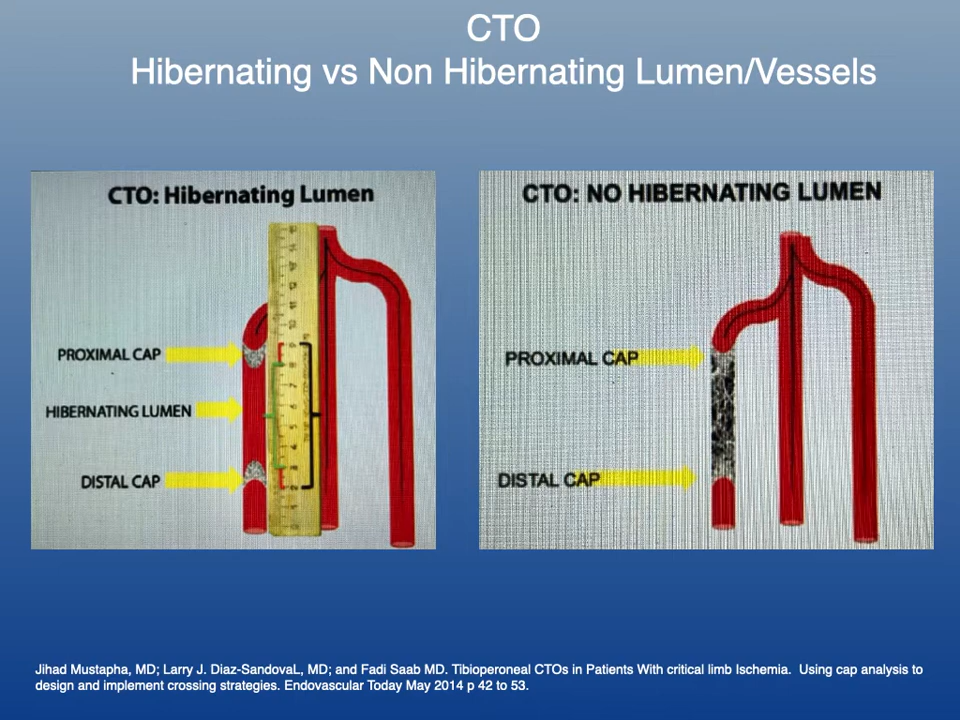 CTO
Hibernating vs Non Hibernating Lumen/Vessels
CTO: Hibernating Lumen
PROXIMAL CAP
HIBERNATING LUMEN
DISTAL CAP
CTO: NO HIBERNATING LUMEN
PROXIMAL CAP
DISTAL CAP
Jihad Mustapha, MD; Larry J. Diaz-SandovaL, MD; and Fadi Saab MD. Tibioperoneal CTOs in Patients With critical limb Ischemia. Using cap analysis to
design and implement crossing strategies. Endovascular Today May 2014 p 42 to 53.